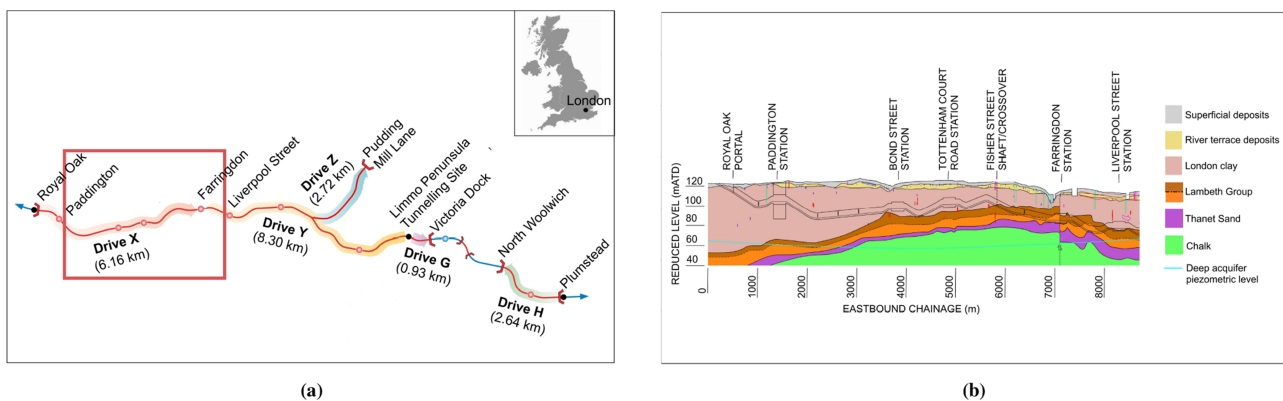 London
Royal Oak
Paddington
Drive X
(6.16 km)
Farringdon
Liverpool Street
Drive Y
(8.30 km)
Drive Z
(2.72 km)
Pudding
Mill Lane
Limmo Penunsula
Tunnelling Site
Victoria Dock
Drive G
(0.93 km)
North Woolwich
Drive H
(2.64 km)
Plumstead
(a)
ROYAL OAK
PORTAL
PADDINGTON
STATION
BOND STREET
STATION
TOTTENHAM COURT
ROAD STATION
FISHER STREET
SHAFT/CROSSOVER
FARRINGDON
STATION
LIVERPOOL STREET
STATION
REDUCED LEVEL (mATD)
120
100
80
60
40
0
1000
2000
3000
4000
5000
6000
7000
8000
EASTBOUND CHAINAGE (m)
Superficial deposits
River terrace deposits
London clay
Lambeth Group
Thanet Sand
Chalk
Deep acquifer
piezometric level
(b)